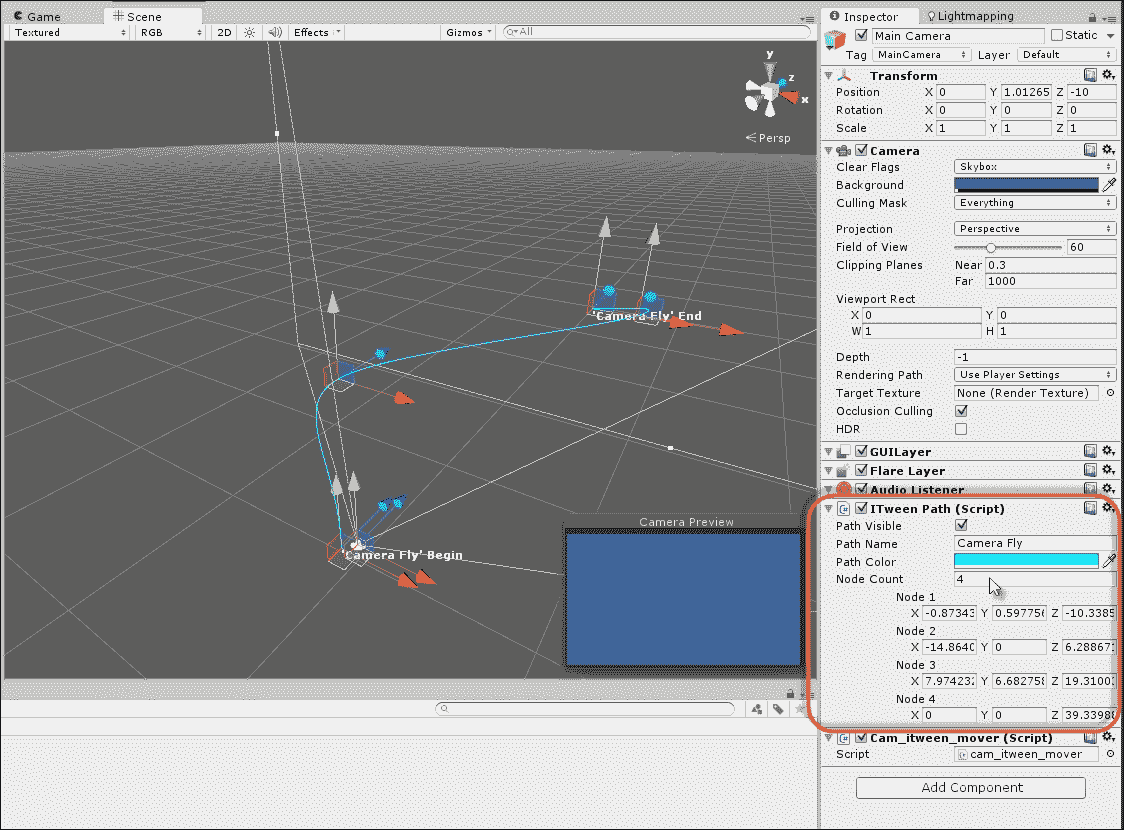 Game Scene
Textured RGB 2D Effects Gizmos All
y
z
x
Persp
'Camera Fly' End
'Camera Fly' Begin
Camera Preview
Inspector Lightmapping
Main Camera Static
Tag MainCamera Layer Default
Transform
Position X 0 Y 1.01265 Z -10
Rotation X 0 Y 0 Z 0
Scale X 1 Y 1 Z 1
Camera
Clear Flags Skybox
Background
Culling Mask Everything
Projection Perspective
Field of View 60
Clipping Planes Near 0.3
Far 1000
Viewport Rect
X 0 Y 0
W 1 H 1
Depth -1
Rendering Path Use Player Settings
Target Texture None (Render Texture)
Occlusion Culling
HDR
GUILayer
Flare Layer
Audio Listener
ITween Path (Script)
Path Visible
Path Name Camera Fly
Path Color
Node Count 4
Node 1
X -0.87343 Y 0.597756 Z -10.3385
Node 2
X -14.8640 Y 0 Z 6.288671
Node 3
X 7.974232 Y 6.682758 Z 19.3100
Node 4
X 0 Y 0 Z 39.33988
Cam_itween_mover (Script)
Script cam_itween_mover
Add Component